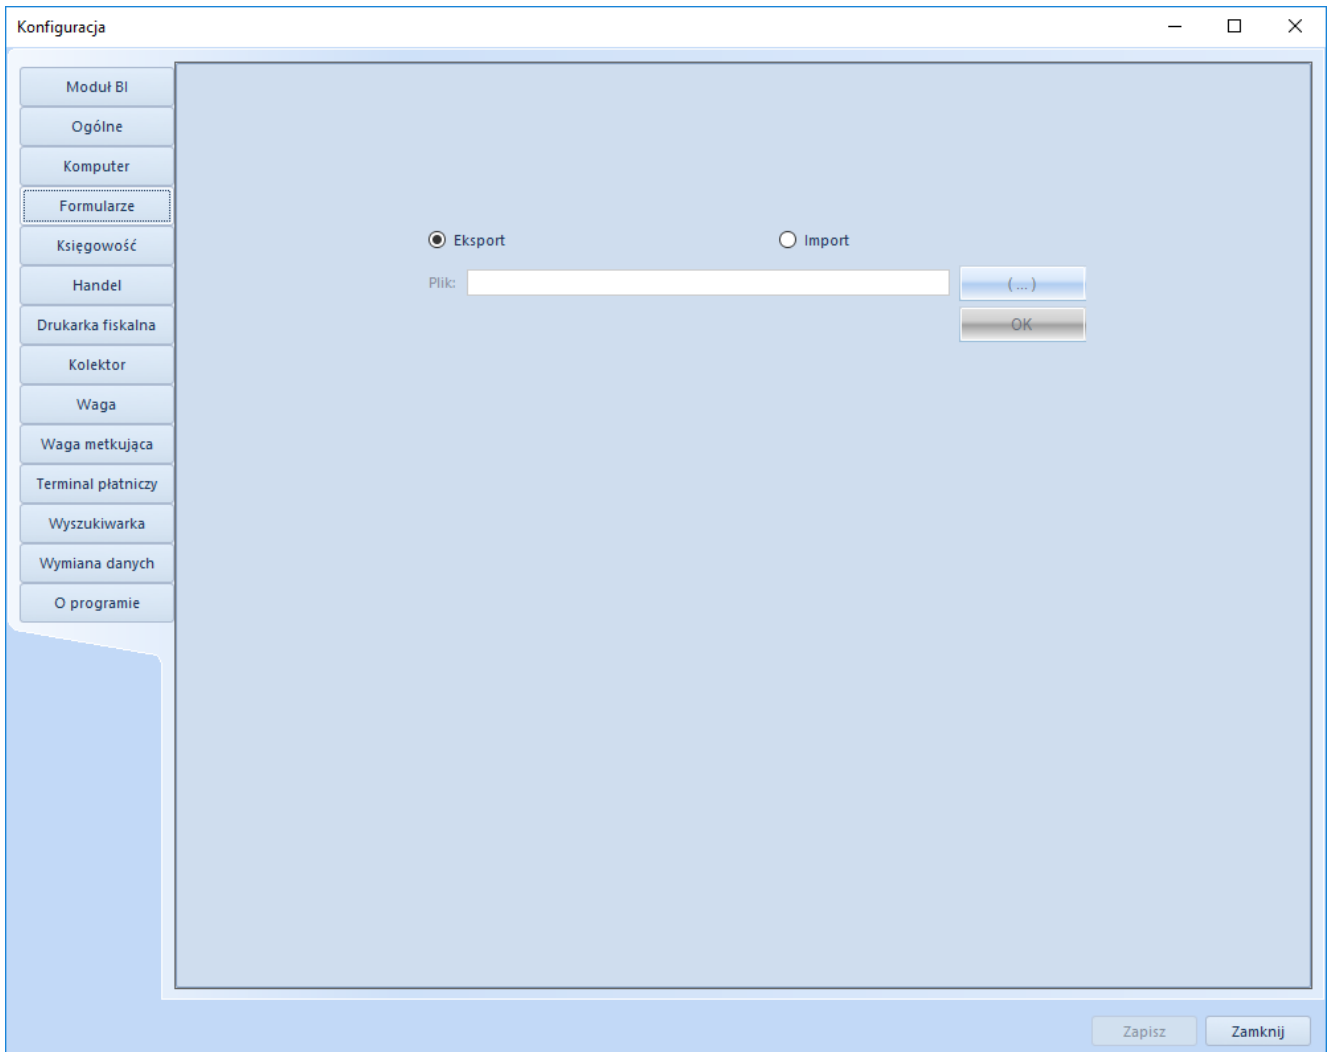 Konfiguracja
Moduł BI
Ogólne
Komputer
Formularze
Księgowość
Handel
Drukarka fiskalna
Kolektor
Waga
Waga metkująca
Terminal płatniczy
Wyszukiwarka
Wymiana danych
O programie
Eksport
Import
Plik:
(...)
OK
Zapisz
Zamknij